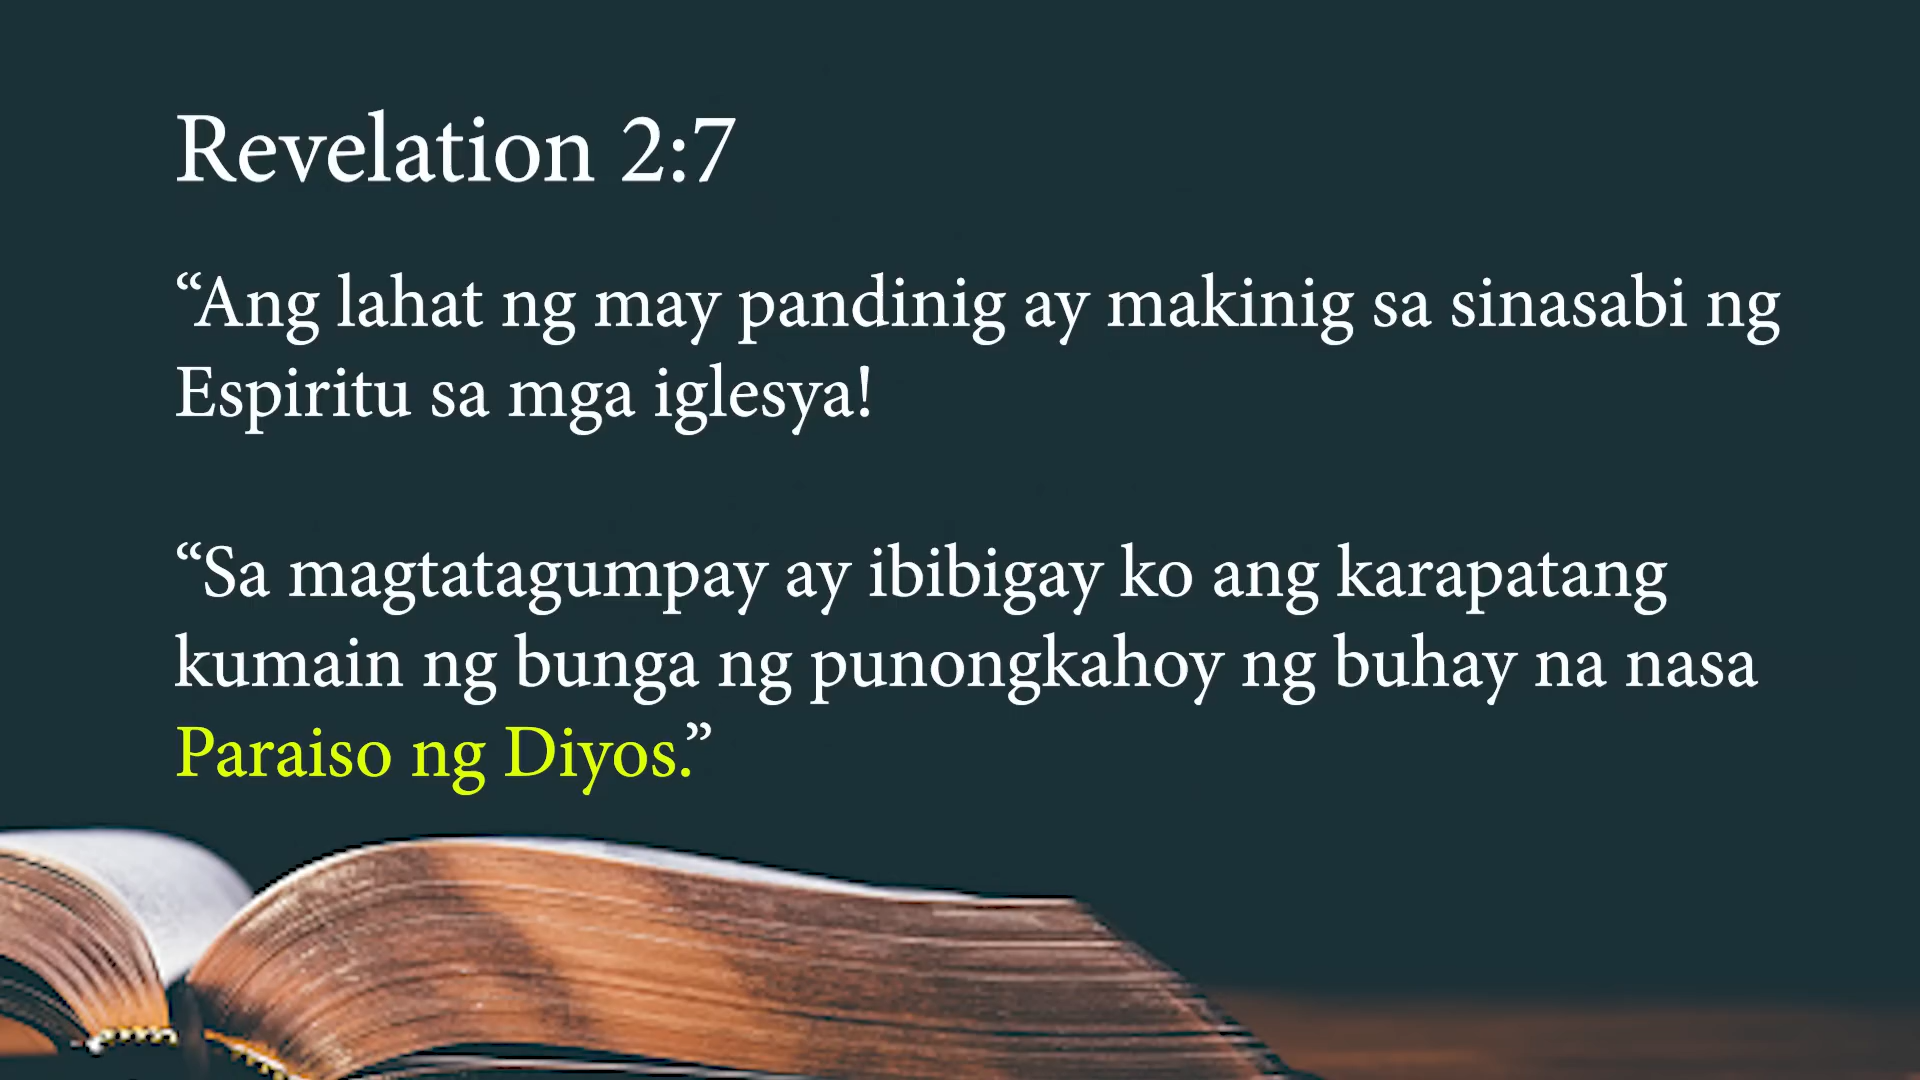 Revelation 2:7
“Ang lahat ng may pandinig ay makinig sa sinasabi ng
Espiritu sa mga iglesya!
“Sa magtatagumpay ay ibibigay ko ang karapatang
kumain ng bunga ng punongkahoy ng buhay na nasa
Paraiso ng Diyos.”